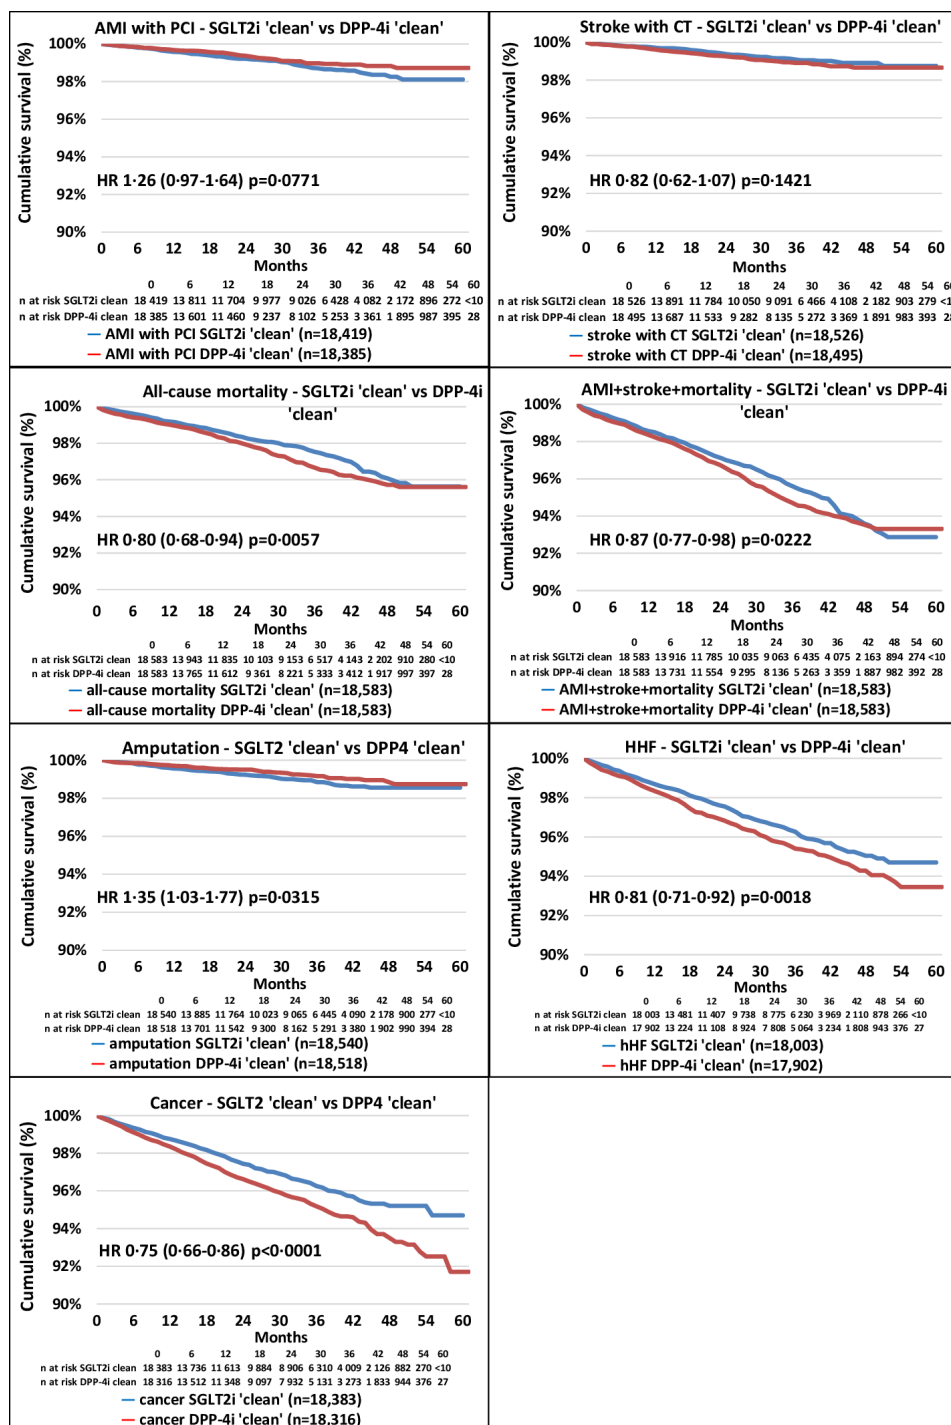 AMI with PCI - SGLT2i 'clean' vs DPP-4i 'clean'
Cumulative survival (%)
100%
98%
96%
94%
92%
90%
HR 1·26 (0·97-1·64) p=0·0771
0 6 12 18 24 30 36 42 48 54 60
Months
0 6 12 18 24 30 36 42 48 54 60
n at risk SGLT2i clean 18 419 13 811 11 704 9 977 9 026 6 428 4 082 2 172 896 272 <10
n at risk DPP-4i clean 18 385 13 601 11 460 9 237 8 102 5 253 3 361 1 895 987 395 28
AMI with PCI SGLT2i 'clean' (n=18,419)
AMI with PCI DPP-4i 'clean' (n=18,385)
Stroke with CT - SGLT2i 'clean' vs DPP-4i 'clean'
Cumulative survival (%)
100%
98%
96%
94%
92%
90%
HR 0·82 (0·62-1·07) p=0·1421
0 6 12 18 24 30 36 42 48 54 60
Months
0 6 12 18 24 30 36 42 48 54 60
n at risk SGLT2i clean 18 526 13 891 11 784 10 050 9 091 6 466 4 108 2 182 903 279 <1
n at risk DPP-4i clean 18 495 13 687 11 533 9 282 8 135 5 272 3 369 1 891 983 393 28
stroke with CT SGLT2i 'clean' (n=18,526)
stroke with CT DPP-4i 'clean' (n=18,495)
All-cause mortality - SGLT2i 'clean' vs DPP-4i
'clean'
Cumulative survival (%)
100%
98%
96%
94%
92%
90%
HR 0·80 (0·68-0·94) p=0·0057
0 6 12 18 24 30 36 42 48 54 60
Months
0 6 12 18 24 30 36 42 48 54 60
n at risk SGLT2i clean 18 583 13 943 11 835 10 103 9 153 6 517 4 143 2 202 910 280 <10
n at risk DPP-4i clean 18 583 13 765 11 612 9 361 8 221 5 333 3 412 1 917 997 397 28
all-cause mortality SGLT2i 'clean' (n=18,583)
all-cause mortality DPP-4i 'clean' (n=18,583)
AMI+stroke+mortality - SGLT2i 'clean' vs DPP-4i
'clean'
Cumulative survival (%)
100%
98%
96%
94%
92%
90%
HR 0·87 (0·77-0·98) p=0·0222
0 6 12 18 24 30 36 42 48 54 60
Months
0 6 12 18 24 30 36 42 48 54 60
n at risk SGLT2i clean 18 583 13 916 11 785 10 035 9 063 6 435 4 075 2 163 894 274 <10
n at risk DPP-4i clean 18 583 13 731 11 554 9 295 8 136 5 263 3 359 1 887 982 392 28
AMI+stroke+mortality SGLT2i 'clean' (n=18,583)
AMI+stroke+mortality DPP-4i 'clean' (n=18,583)
Amputation - SGLT2 'clean' vs DPP4 'clean'
Cumulative survival (%)
100%
98%
96%
94%
92%
90%
HR 1·35 (1·03-1·77) p=0·0315
0 6 12 18 24 30 36 42 48 54 60
Months
0 6 12 18 24 30 36 42 48 54 60
n at risk SGLT2i clean 18 540 13 885 11 764 10 023 9 065 6 445 4 090 2 178 900 277 <10
n at risk DPP-4i clean 18 518 13 701 11 542 9 300 8 162 5 291 3 380 1 902 990 394 28
amputation SGLT2i 'clean' (n=18,540)
amputation DPP-4i 'clean' (n=18,518)
HHF - SGLT2i 'clean' vs DPP-4i 'clean'
Cumulative survival (%)
100%
98%
96%
94%
92%
90%
HR 0·81 (0·71-0·92) p=0·0018
0 6 12 18 24 30 36 42 48 54 60
Months
0 6 12 18 24 30 36 42 48 54 60
n at risk SGLT2i clean 18 003 13 481 11 407 9 738 8 775 6 230 3 969 2 110 878 266 <10
n at risk DPP-4i clean 17 902 13 224 11 108 8 924 7 808 5 064 3 234 1 808 943 376 27
hHF SGLT2i 'clean' (n=18,003)
hHF DPP-4i 'clean' (n=17,902)
Cancer - SGLT2 'clean' vs DPP4 'clean'
Cumulative survival (%)
100%
98%
96%
94%
92%
90%
HR 0·75 (0·66-0·86) p<0·0001
0 6 12 18 24 30 36 42 48 54 60
Months
0 6 12 18 24 30 36 42 48 54 60
n at risk SGLT2i clean 18 383 13 736 11 613 9 884 8 906 6 310 4 009 2 126 882 270 <10
n at risk DPP-4i clean 18 316 13 512 11 348 9 097 7 932 5 131 3 273 1 833 944 376 27
cancer SGLT2i 'clean' (n=18,383)
cancer DPP-4i 'clean' (n=18,316)